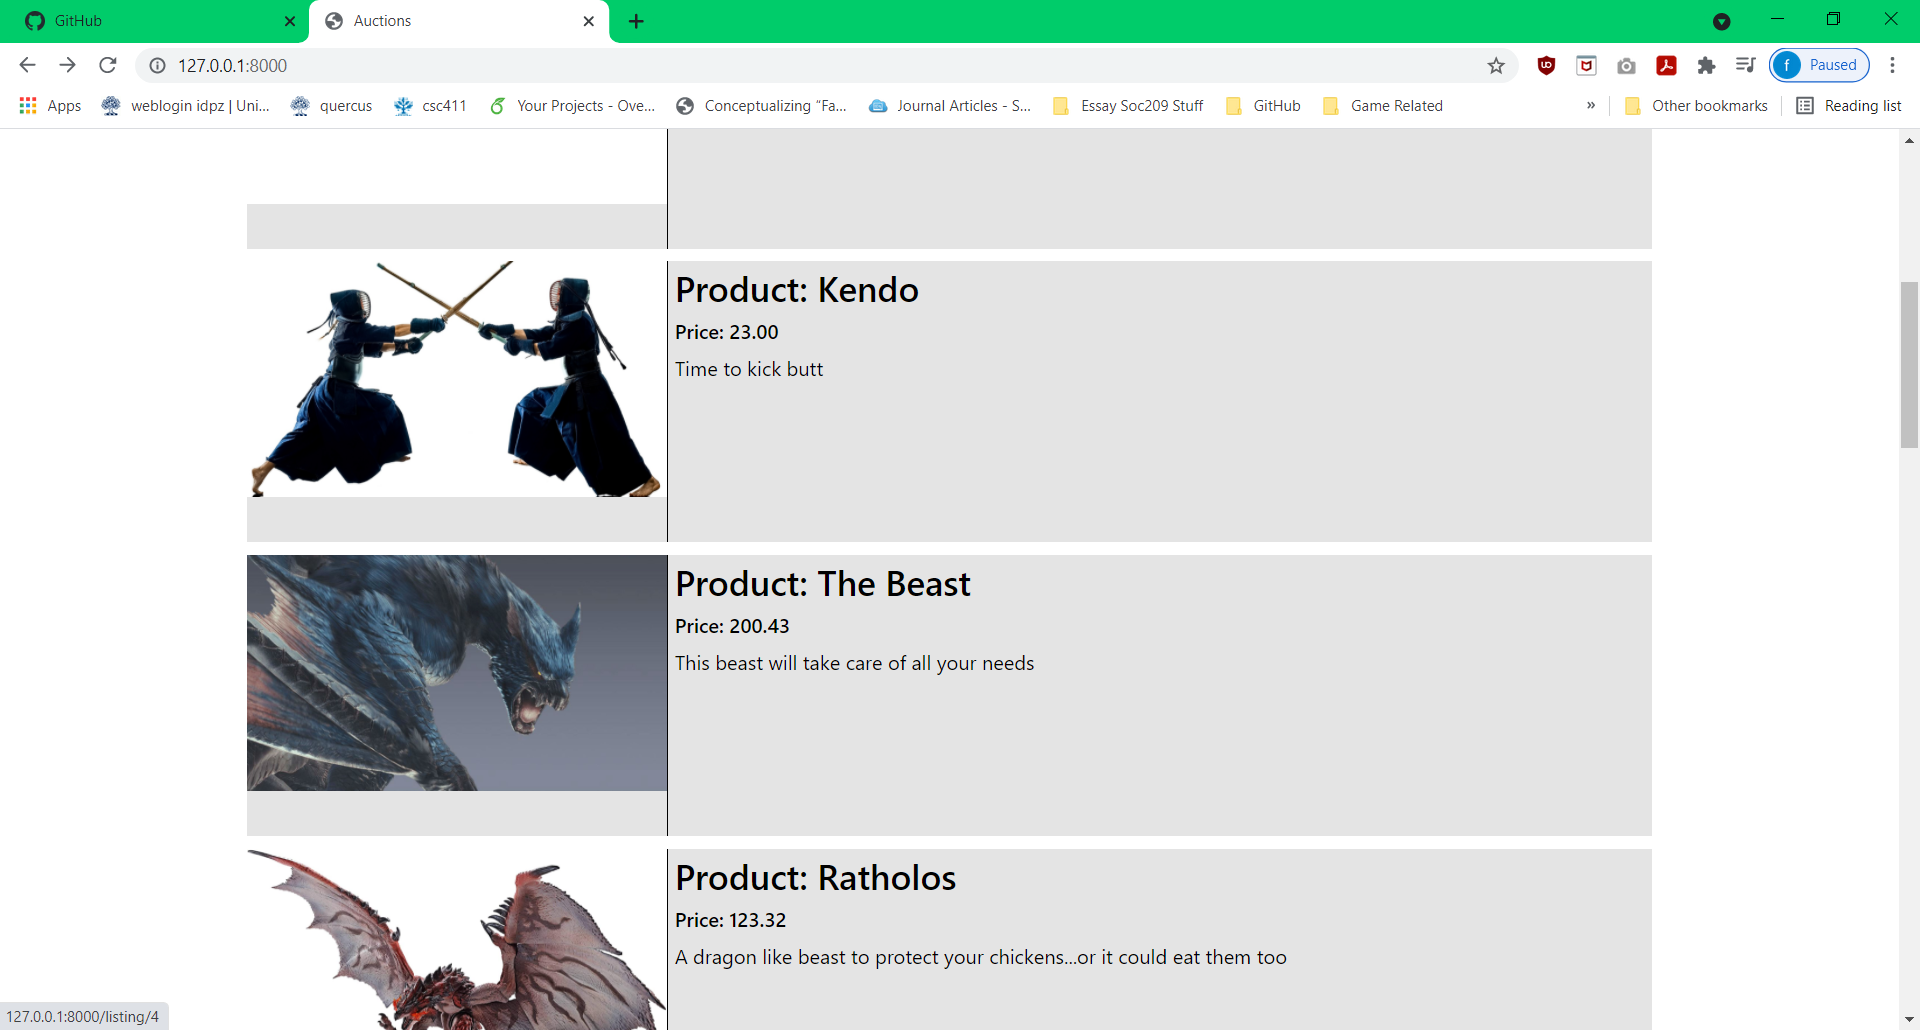 GitHub
Auctions
127.0.0.1:8000
f Paused
Apps
weblogin idpz | Uni...
quercus
csc411
Your Projects - Ove...
Conceptualizing “Fa...
Journal Articles - S...
Essay Soc209 Stuff
GitHub
Game Related
»
Other bookmarks
Reading list
Product: Kendo
Price: 23.00
Time to kick butt
Product: The Beast
Price: 200.43
This beast will take care of all your needs
Product: Ratholos
Price: 123.32
A dragon like beast to protect your chickens...or it could eat them too
127.0.0.1:8000/listing/4